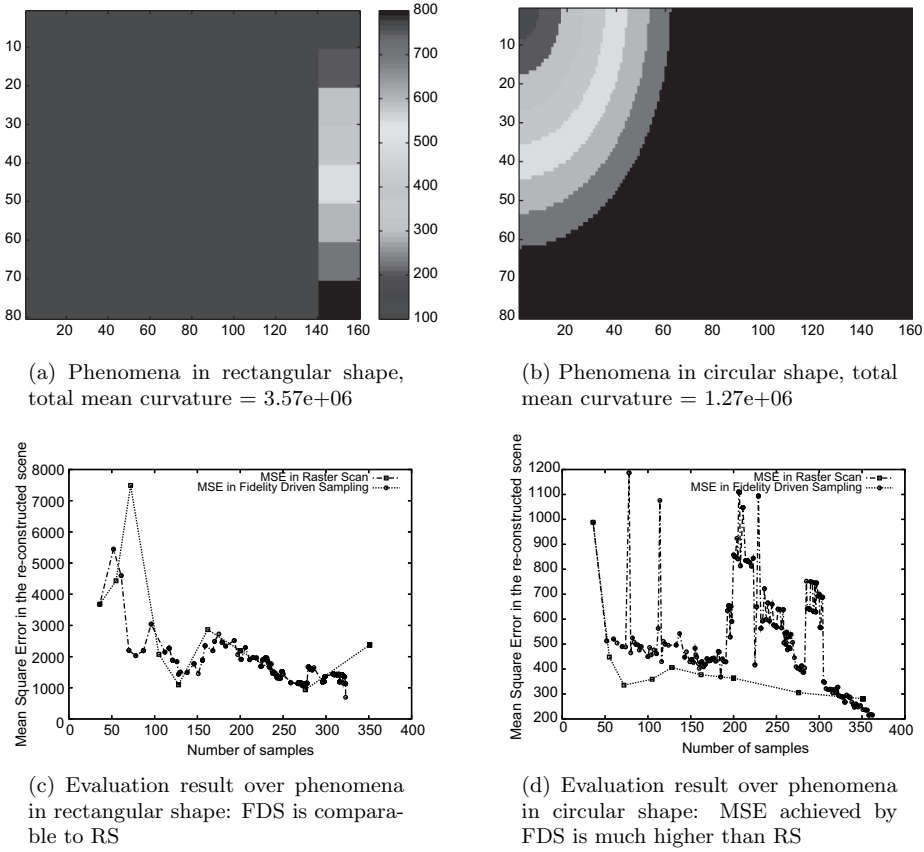 10
20
30
40
50
60
70
80
20 40 60 80 100 120 140 160
800
700
600
500
400
300
200
100
10
20
30
40
50
60
70
80
20 40 60 80 100 120 140 160
(a) Phenomena in rectangular shape,
total mean curvature = 3.57e+06
(b) Phenomena in circular shape, total
mean curvature = 1.27e+06
Mean Square Error in the re-constructed scene
8000
7000
6000
5000
4000
3000
2000
1000
0
0 50 100 150 200 250 300 350 400
Number of samples
MSE in Raster Scan
MSE in Fidelity Driven Sampling
Mean Square Error in the re-constructed scene
1200
1100
1000
900
800
700
600
500
400
300
200
0 50 100 150 200 250 300 350 400
Number of samples
MSE in Raster Scan
MSE in Fidelity Driven Sampling
(c) Evaluation result over phenomena
in rectangular shape: FDS is compara-
ble to RS
(d) Evaluation result over phenomena
in circular shape: MSE achieved by
FDS is much higher than RS